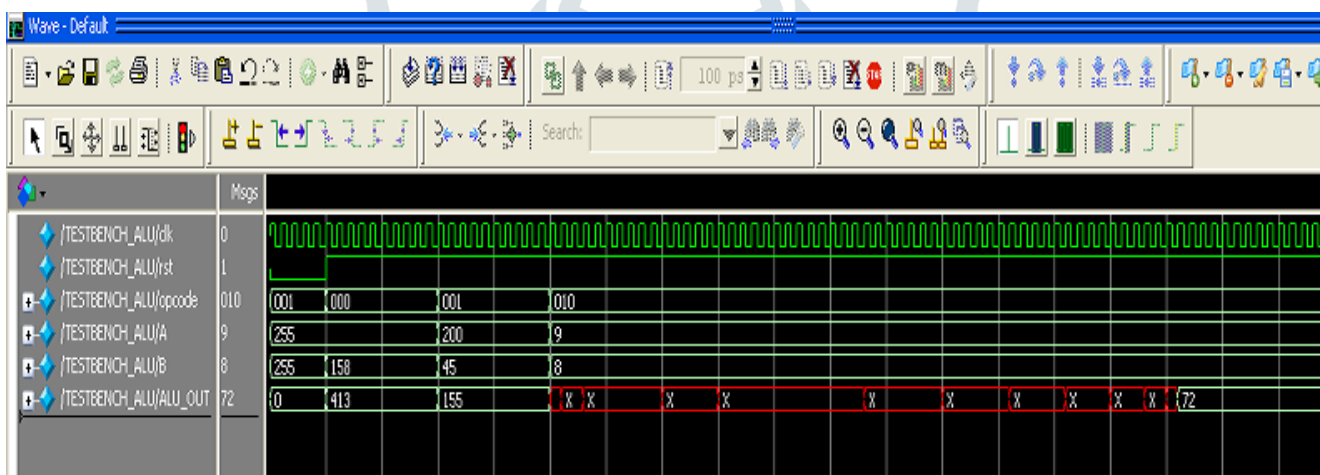 Wave - Default
100 ps
Search:
Msgs
/TESTBENCH_ALU/clk 0
/TESTBENCH_ALU/rst 1
/TESTBENCH_ALU/opcode 010 001 000 001 010
/TESTBENCH_ALU/A 9 255 200 9
/TESTBENCH_ALU/B 8 255 158 45 8
/TESTBENCH_ALU/ALU_OUT 72 0 413 155 X X X X X X X X X X 72